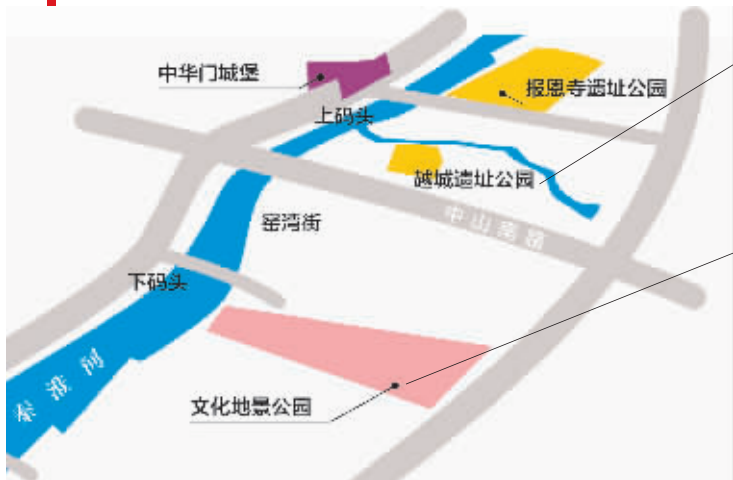 中华门城堡
报恩寺遗址公园
上码头
越城遗址公园
中山南路
窑湾街
下码头
秦淮河
文化地景公园